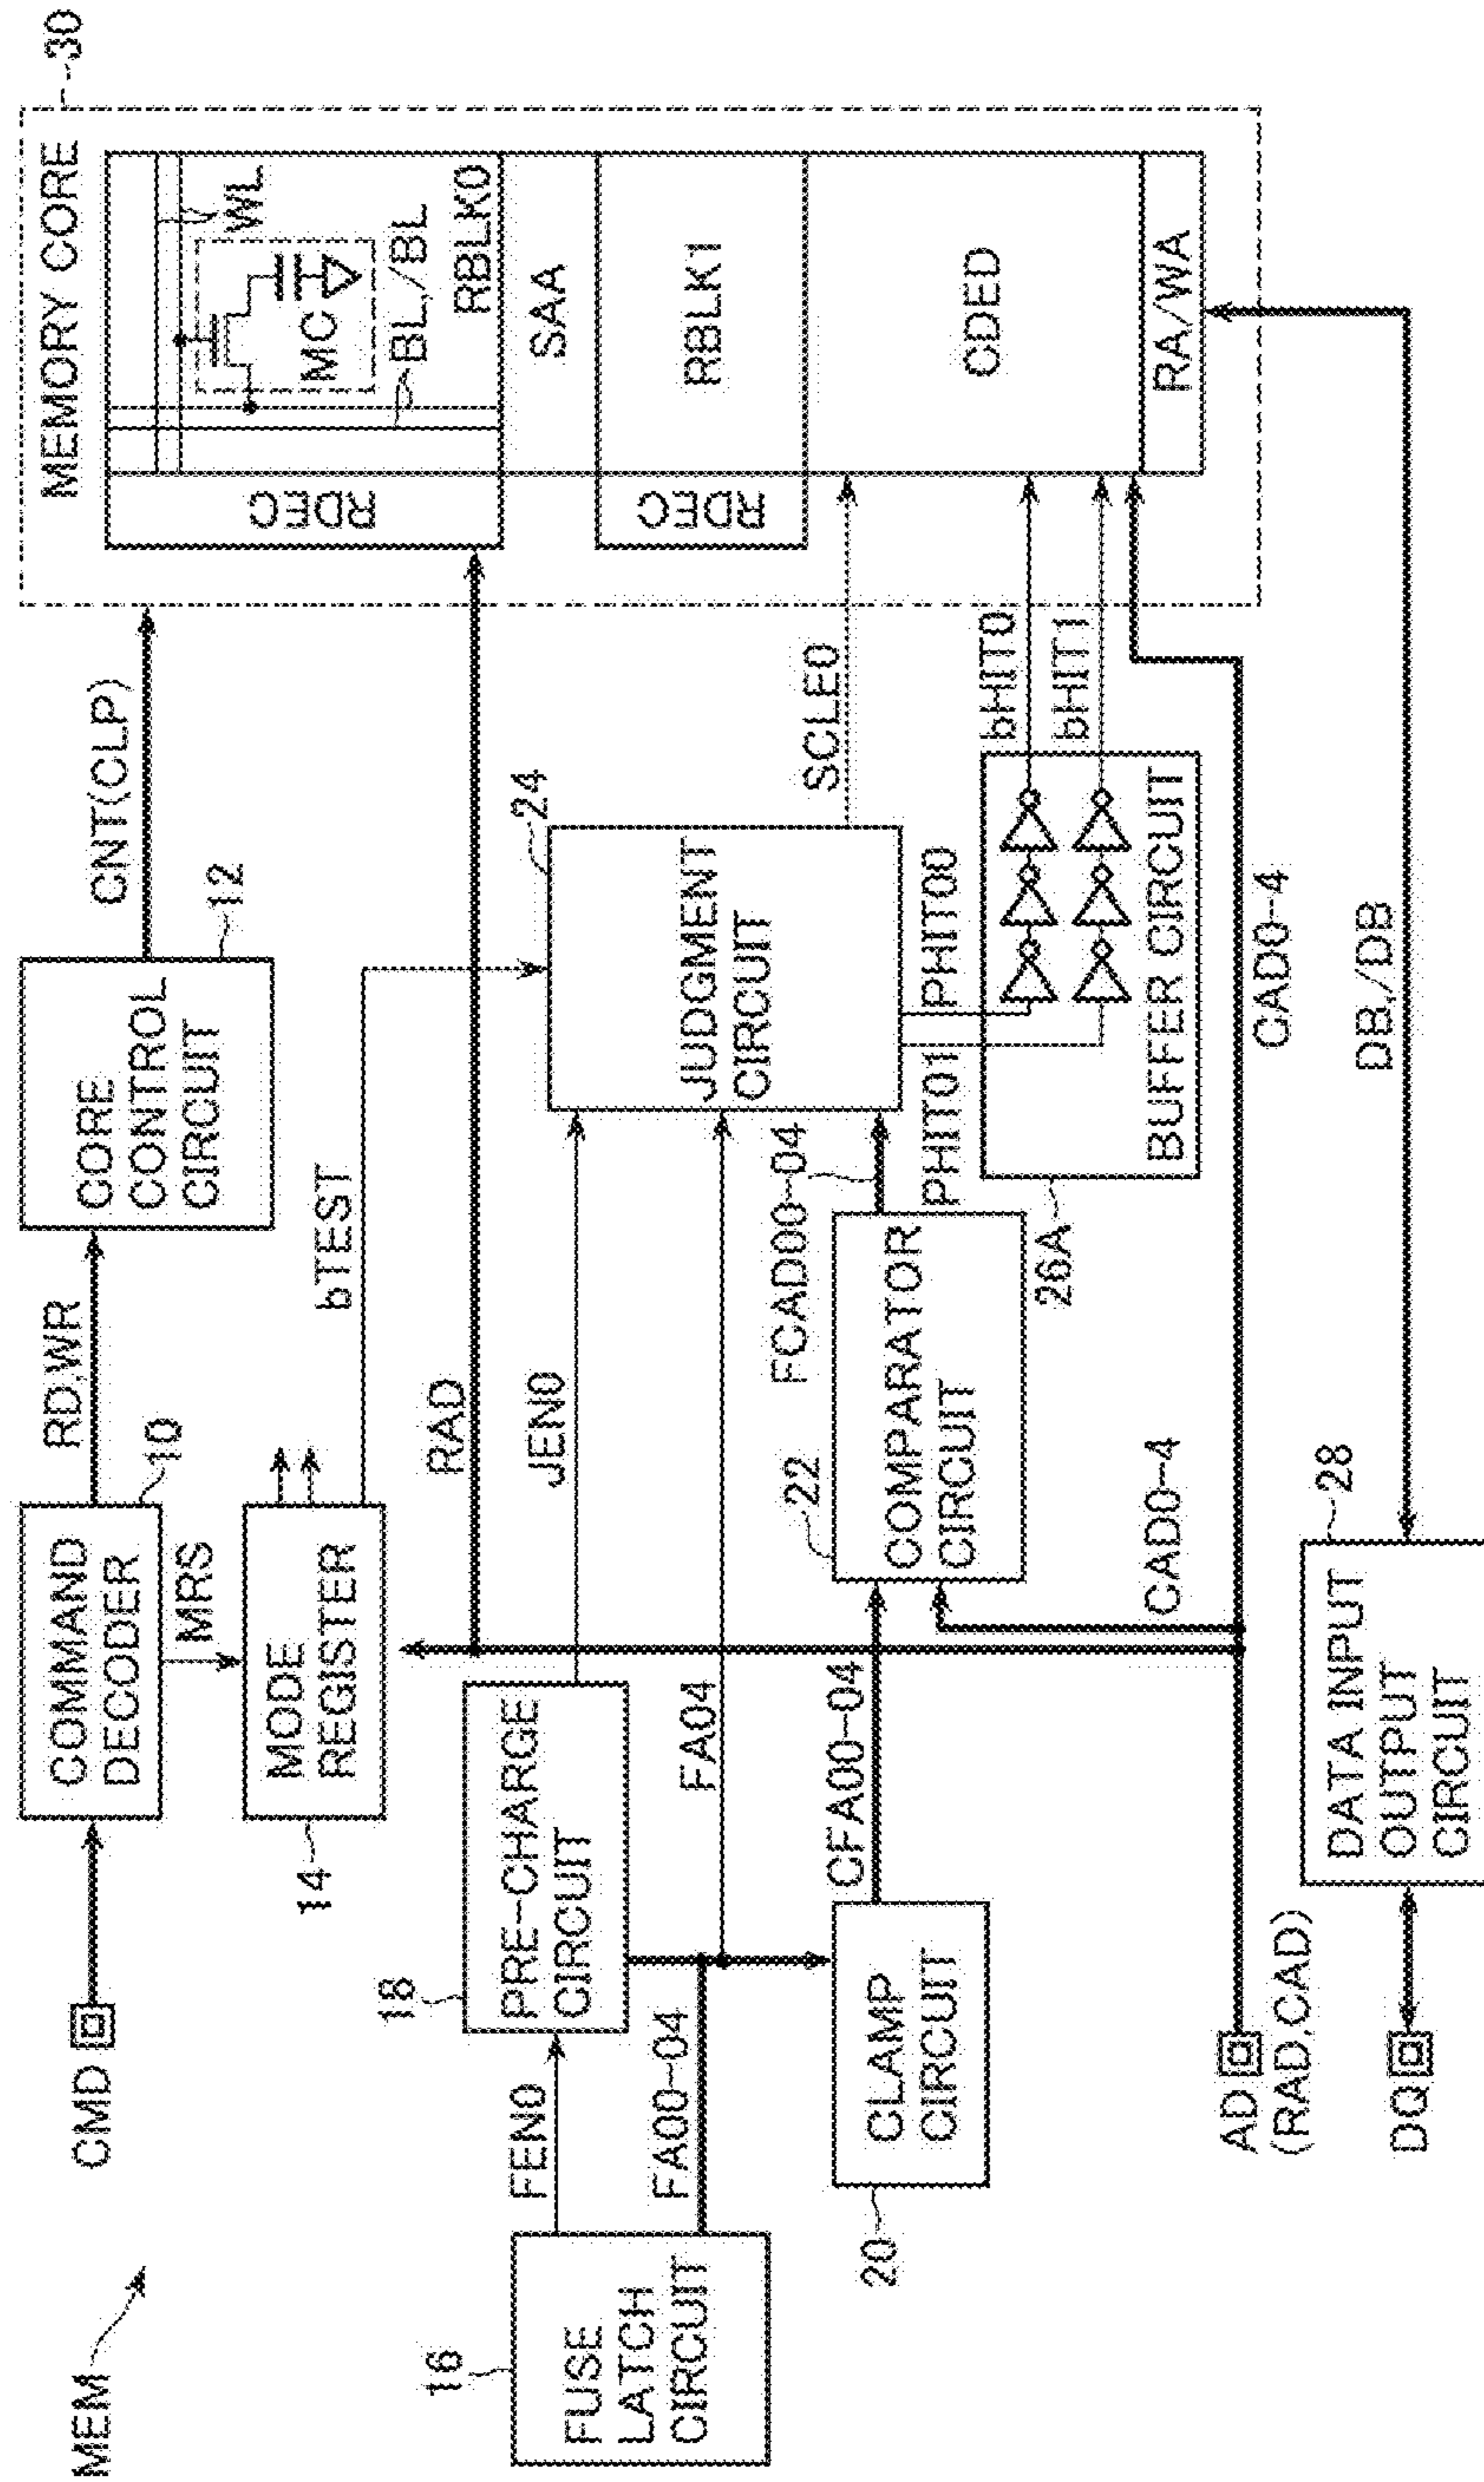 MEM
CMD
COMMAND
DECODER
10
RD,WR
CORE
CONTROL
CIRCUIT
12
CNT(CLP)
MRS
MODE
REGISTER
14
bTEST
RAD
FUSE
LATCH
CIRCUIT
16
FEN0
FA00-04
PRE-CHARGE
CIRCUIT
18
JEN0
FA04
CLAMP
CIRCUIT
20
CFA00-04
COMPARATOR
CIRCUIT
22
CAD0-4
FCAD00-04
JUDGMENT
CIRCUIT
24
SCLE0
PHIT01
PHIT00
BUFFER CIRCUIT
26A
bHIT0
bHIT1
CAD0-4
AD
(RAD,CAD)
DQ
DATA INPUT
OUTPUT
CIRCUIT
28
DB,/DB
MEMORY CORE
30
RDEC
WL
MC
BL,/BL
RBLK0
SAA
RDEC
RBLK1
CDED
RA/WA